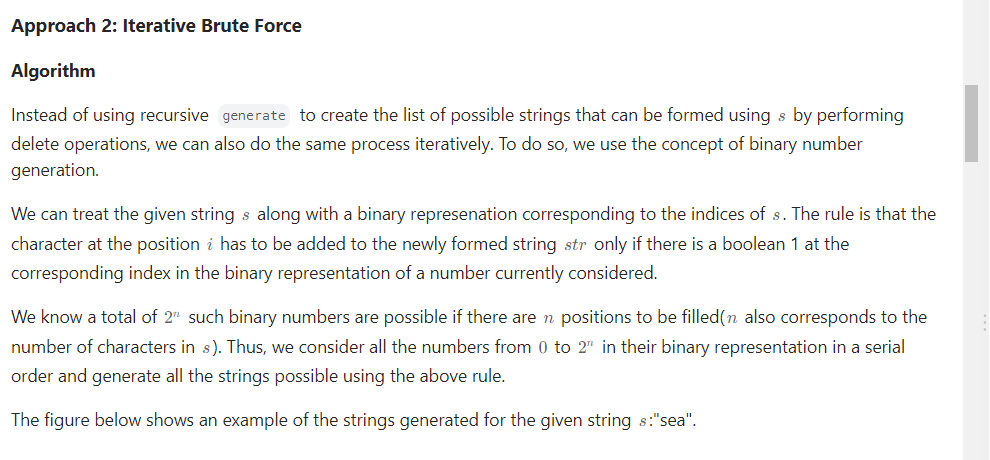 Approach 2: Iterative Brute Force
Algorithm
Instead of using recursive generate to create the list of possible strings that can be formed using s by performing
delete operations, we can also do the same process iteratively. To do so, we use the concept of binary number
generation.
We can treat the given string s along with a binary represenation corresponding to the indices of s. The rule is that the
character at the position i has to be added to the newly formed string str only if there is a boolean 1 at the
corresponding index in the binary representation of a number currently considered.
We know a total of 2ⁿ such binary numbers are possible if there are n positions to be filled(n also corresponds to the
number of characters in s). Thus, we consider all the numbers from 0 to 2ⁿ in their binary representation in a serial
order and generate all the strings possible using the above rule.
The figure below shows an example of the strings generated for the given string s:"sea".